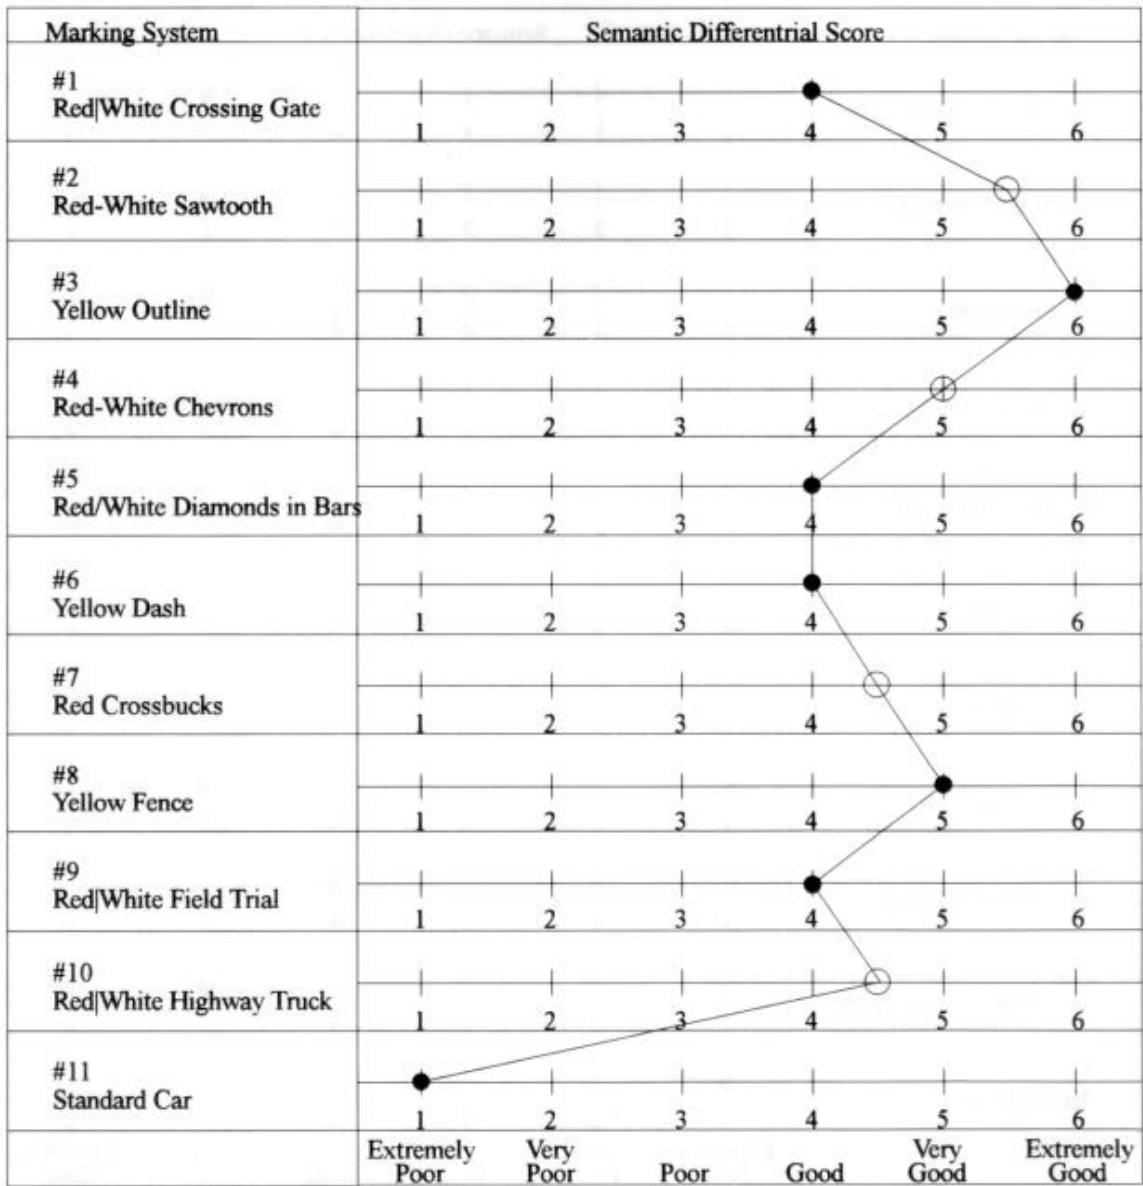 Marking System Semantic Differentrial Score
#1
Red|White Crossing Gate
1 2 3 4 5 6
#2
Red-White Sawtooth
1 2 3 4 5 6
#3
Yellow Outline
1 2 3 4 5 6
#4
Red-White Chevrons
1 2 3 4 5 6
#5
Red/White Diamonds in Bars
1 2 3 4 5 6
#6
Yellow Dash
1 2 3 4 5 6
#7
Red Crossbucks
1 2 3 4 5 6
#8
Yellow Fence
1 2 3 4 5 6
#9
Red|White Field Trial
1 2 3 4 5 6
#10
Red|White Highway Truck
1 2 3 4 5 6
#11
Standard Car
1 2 3 4 5 6
Extremely Very Very Extremely
Poor Poor Poor Good Good Good